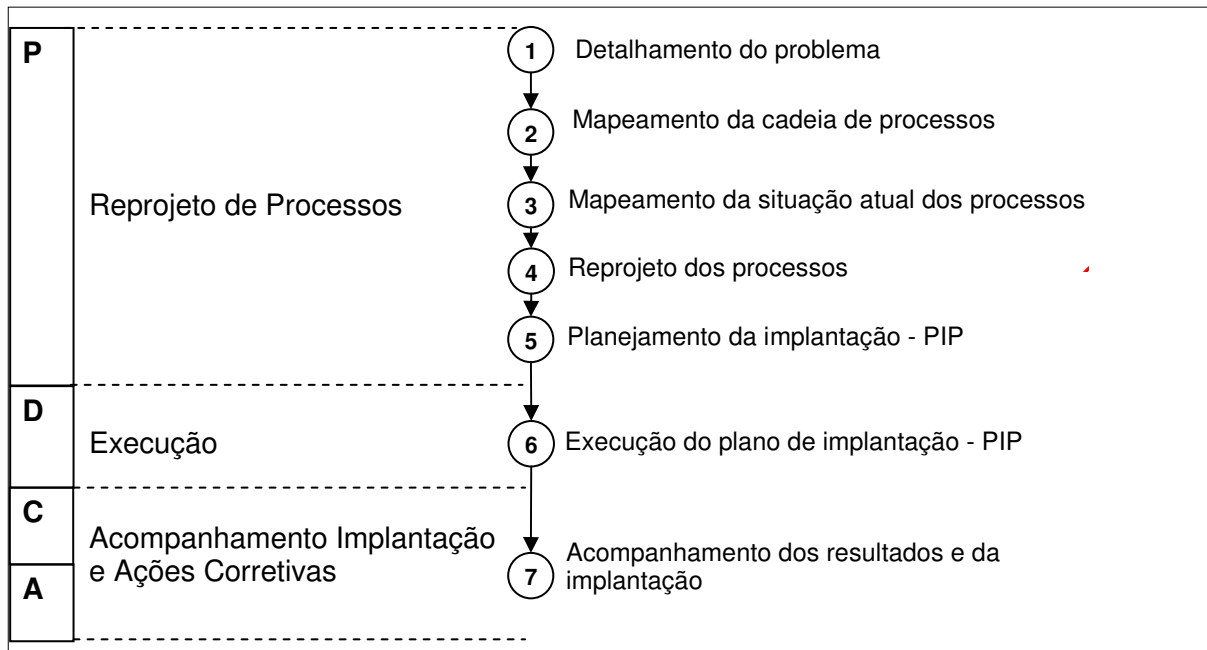 P
1
Detalhamento do problema
2
Mapeamento da cadeia de processos
Reprojeto de Processos
3
Mapeamento da situação atual dos processos
4
Reprojeto dos processos
5
Planejamento da implantação - PIP
D
Execução
6
Execução do plano de implantação - PIP
C
A
Acompanhamento Implantação
e Ações Corretivas
7
Acompanhamento dos resultados e da
implantação